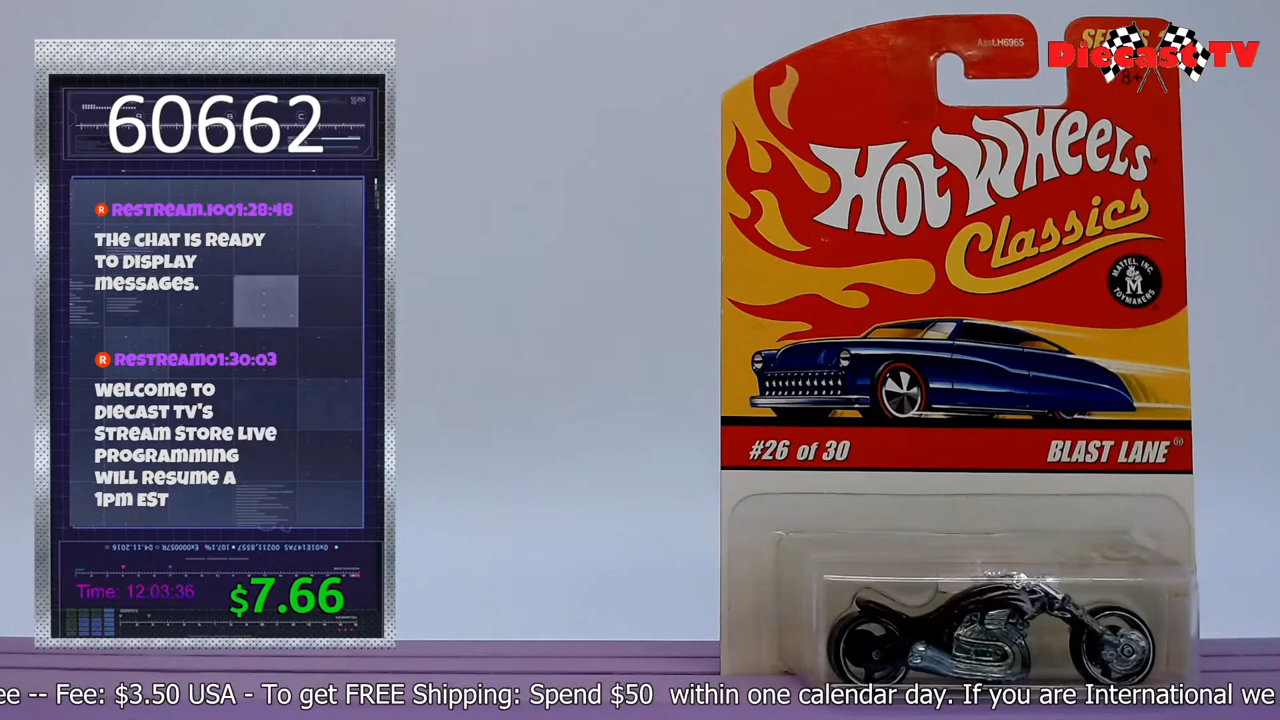 60662
Restream.io01:28:48
The chat is ready
to display
messages.
Restream01:30:03
Welcome to
Diecast TV's
Stream Store Live
programming
will resume a
1pm EST
Time: 12:03:36
$7.66
Asst.H6965
Diecast TV
8+
Hot Wheels
Classics
MATTEL, INC.
TOYMAKERS
#26 of 30
BLAST LANE
ee -- Fee: $3.50 USA - To get FREE Shipping: Spend $50 within one calendar day. If you are International we